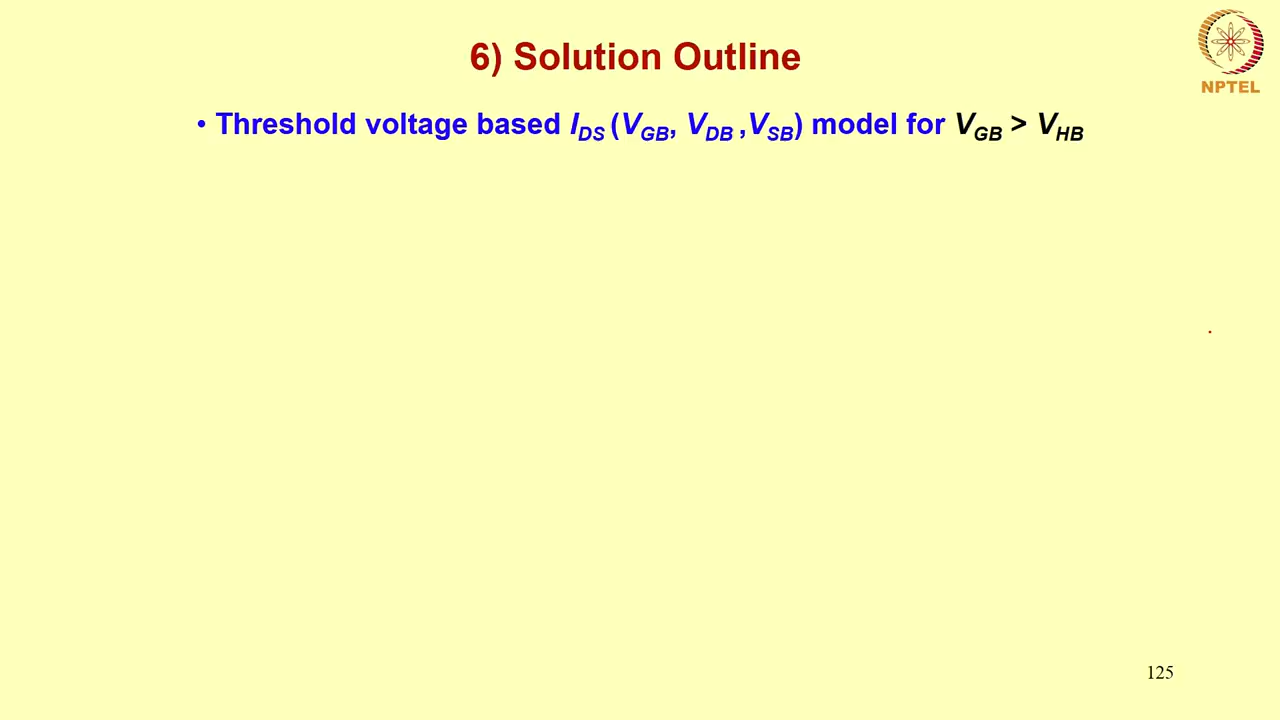 6) Solution Outline
NPTEL
• Threshold voltage based IDS (VGB, VDB ,VSB) model for VGB > VHB
125